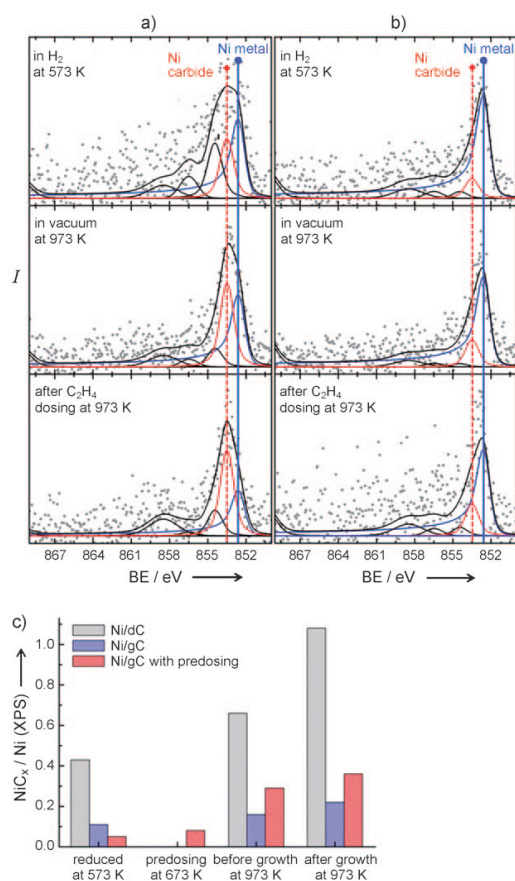 a)
b)
in H2
at 573 K
Ni
carbide
Ni metal
in H2
at 573 K
Ni
carbide
Ni metal
in vacuum
at 973 K
in vacuum
at 973 K
I
after C2H4
dosing at 973 K
after C2H4
dosing at 973 K
867 864 861 858 855 852
867 864 861 858 855 852
BE / eV
BE / eV
c)
Ni/dC
Ni/gC
Ni/gC with predosing
NiCx / Ni (XPS)
1.0
0.8
0.6
0.4
0.2
0.0
reduced
at 573 K
predosing
at 673 K
before growth
at 973 K
after growth
at 973 K